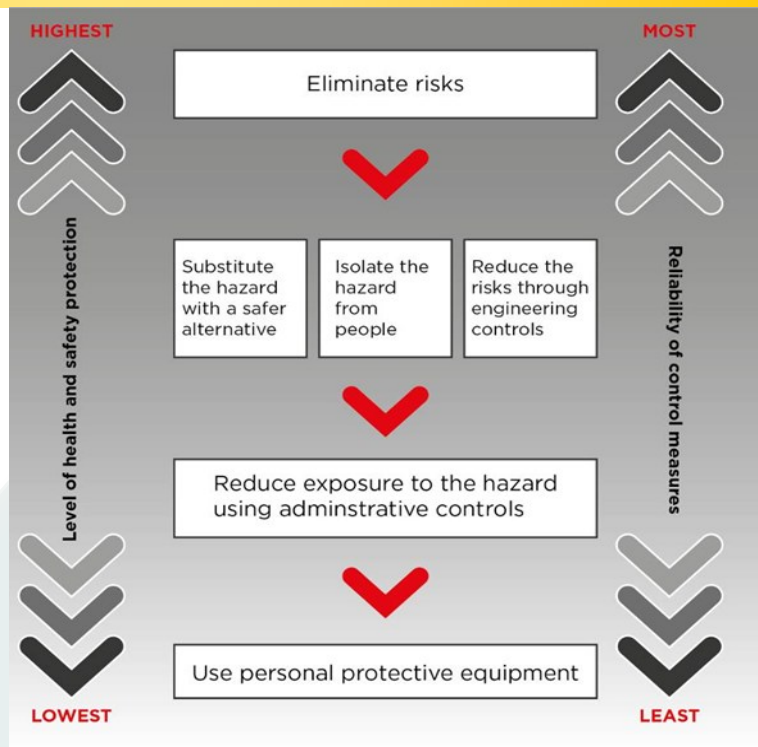 HIGHEST
MOST
Eliminate risks
Level of health and safety protection
Substitute
the hazard
with a safer
alternative
Isolate the
hazard
from
people
Reduce the
risks through
engineering
controls
Reliability of control measures
Reduce exposure to the hazard
using adminstrative controls
Use personal protective equipment
LOWEST
LEAST